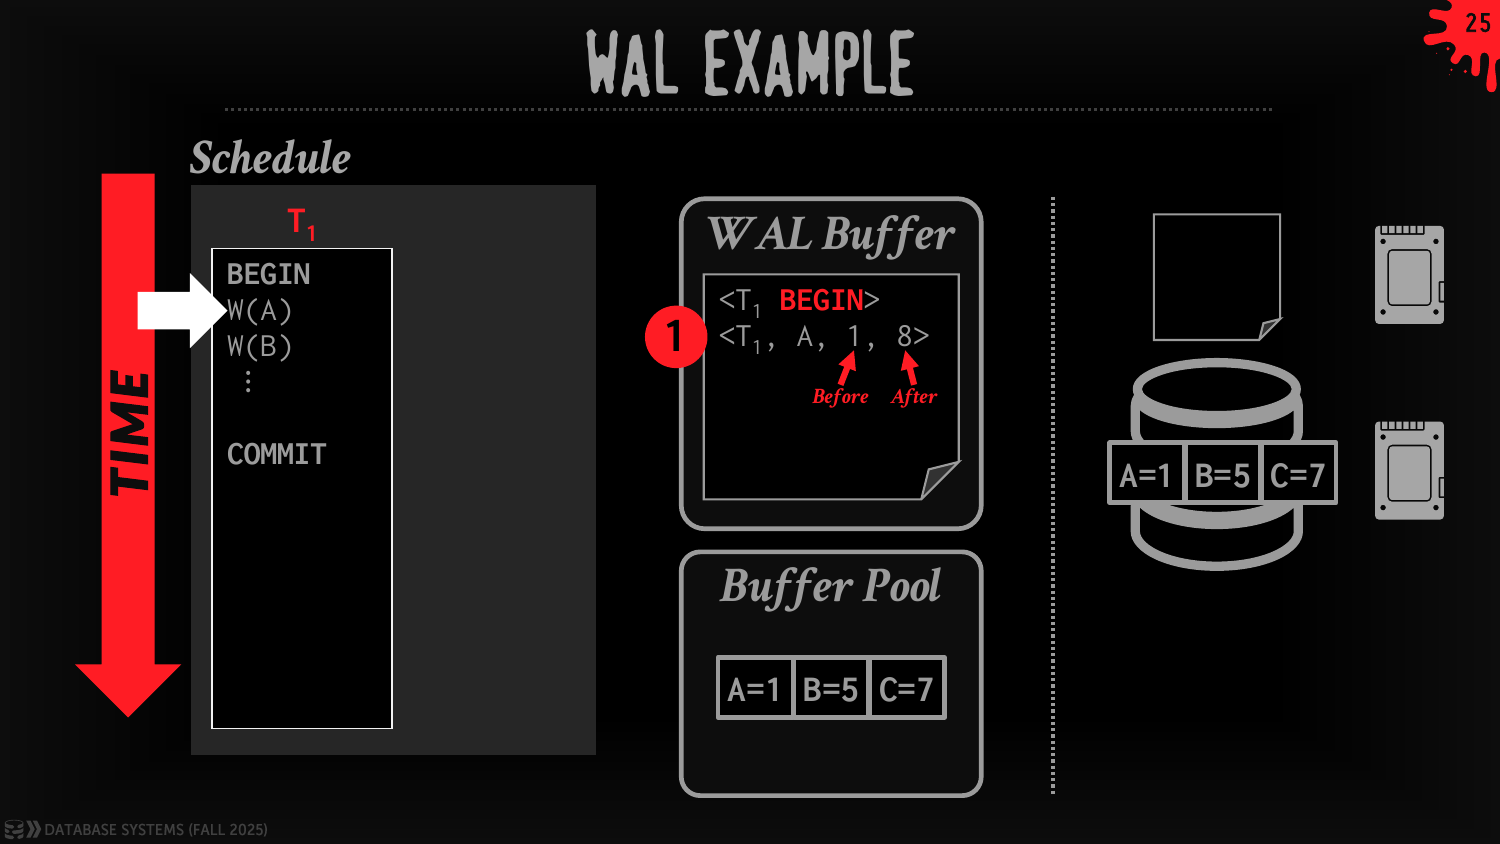 25
WAL EXAMPLE
Schedule
TIME
T1
BEGIN
W(A)
W(B)
⋮
COMMIT
WAL Buffer
<T1 BEGIN>
1
<T1, A, 1, 8>
Before After
Buffer Pool
A=1 B=5 C=7
A=1 B=5 C=7
DATABASE SYSTEMS (FALL 2025)